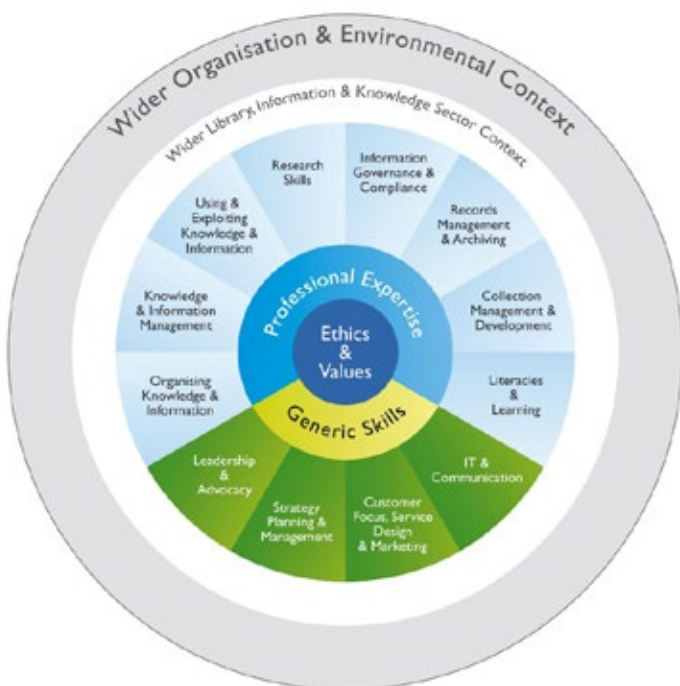 Wider Organisation & Environmental Context
Wider Library, Information & Knowledge Sector Context
Research
Skills
Information
Governance &
Compliance
Using &
Exploiting
Knowledge &
Information
Records
Management
& Archiving
Knowledge
& Information
Management
Collection
Management &
Development
Organising
Knowledge &
Information
Literacies
&
Learning
Professional Expertise
Ethics
&
Values
Generic Skills
Leadership
&
Advocacy
Strategy
Planning &
Management
Customer
Focus, Service
Design
& Marketing
IT &
Communication